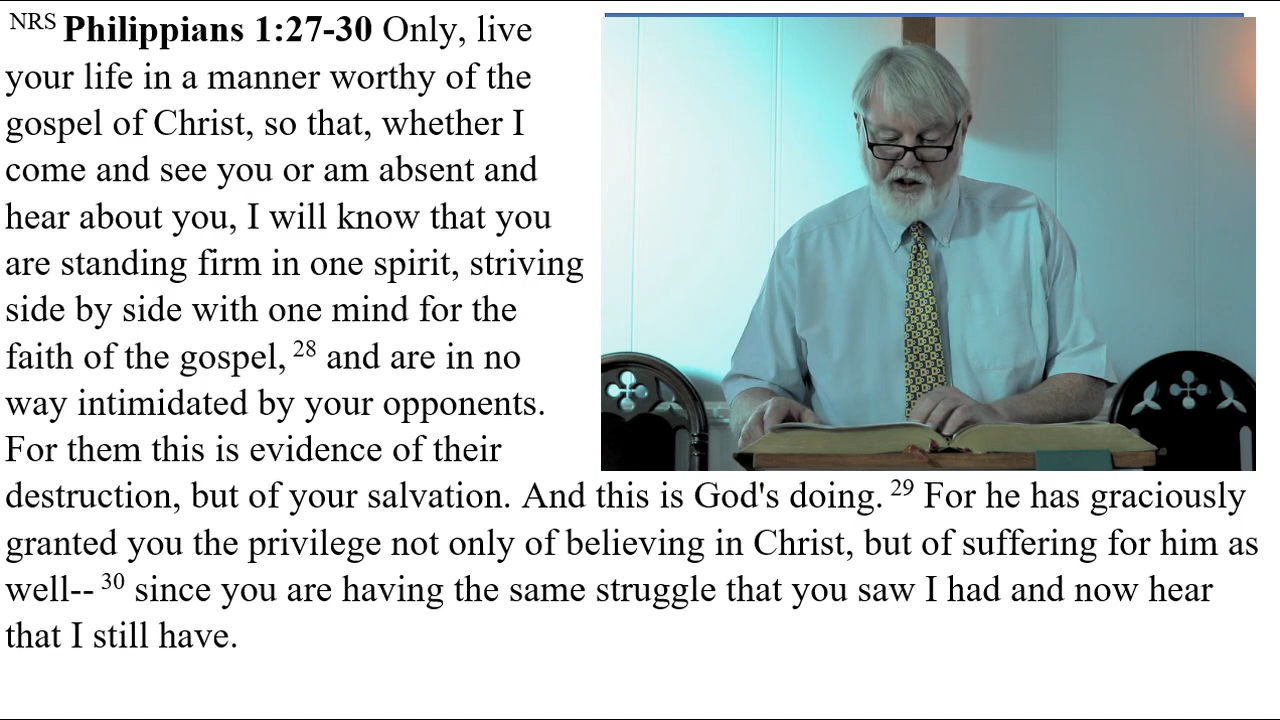 NRS Philippians 1:27-30 Only, live
your life in a manner worthy of the
gospel of Christ, so that, whether I
come and see you or am absent and
hear about you, I will know that you
are standing firm in one spirit, striving
side by side with one mind for the
faith of the gospel, 28 and are in no
way intimidated by your opponents.
For them this is evidence of their
destruction, but of your salvation. And this is God's doing. 29 For he has graciously
granted you the privilege not only of believing in Christ, but of suffering for him as
well-- 30 since you are having the same struggle that you saw I had and now hear
that I still have.